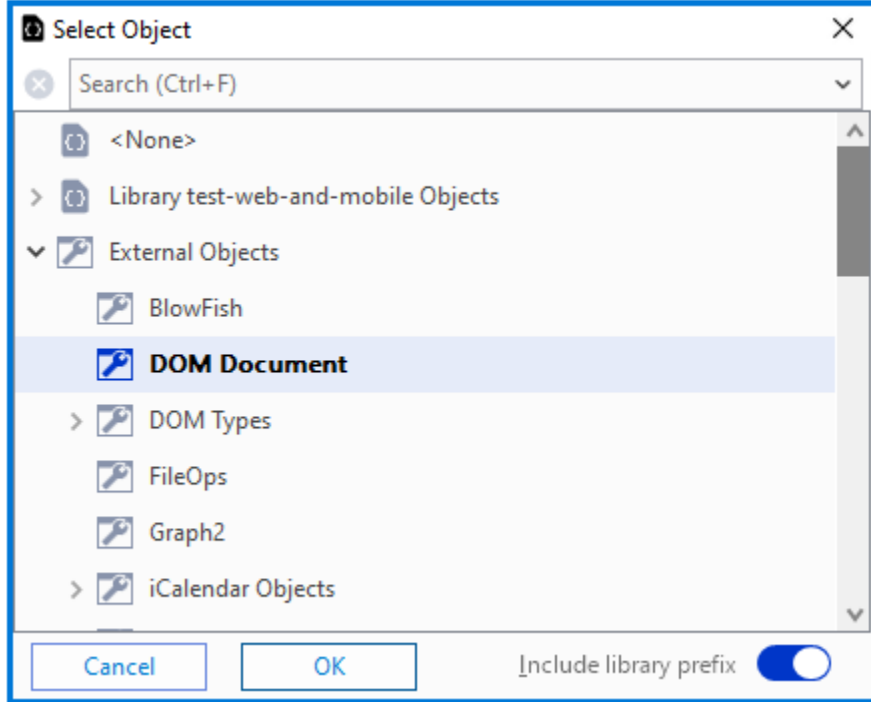 Select Object
Search (Ctrl+F)
<None>
Library test-web-and-mobile Objects
External Objects
BlowFish
DOM Document
DOM Types
FileOps
Graph2
iCalendar Objects
Cancel OK Include library prefix